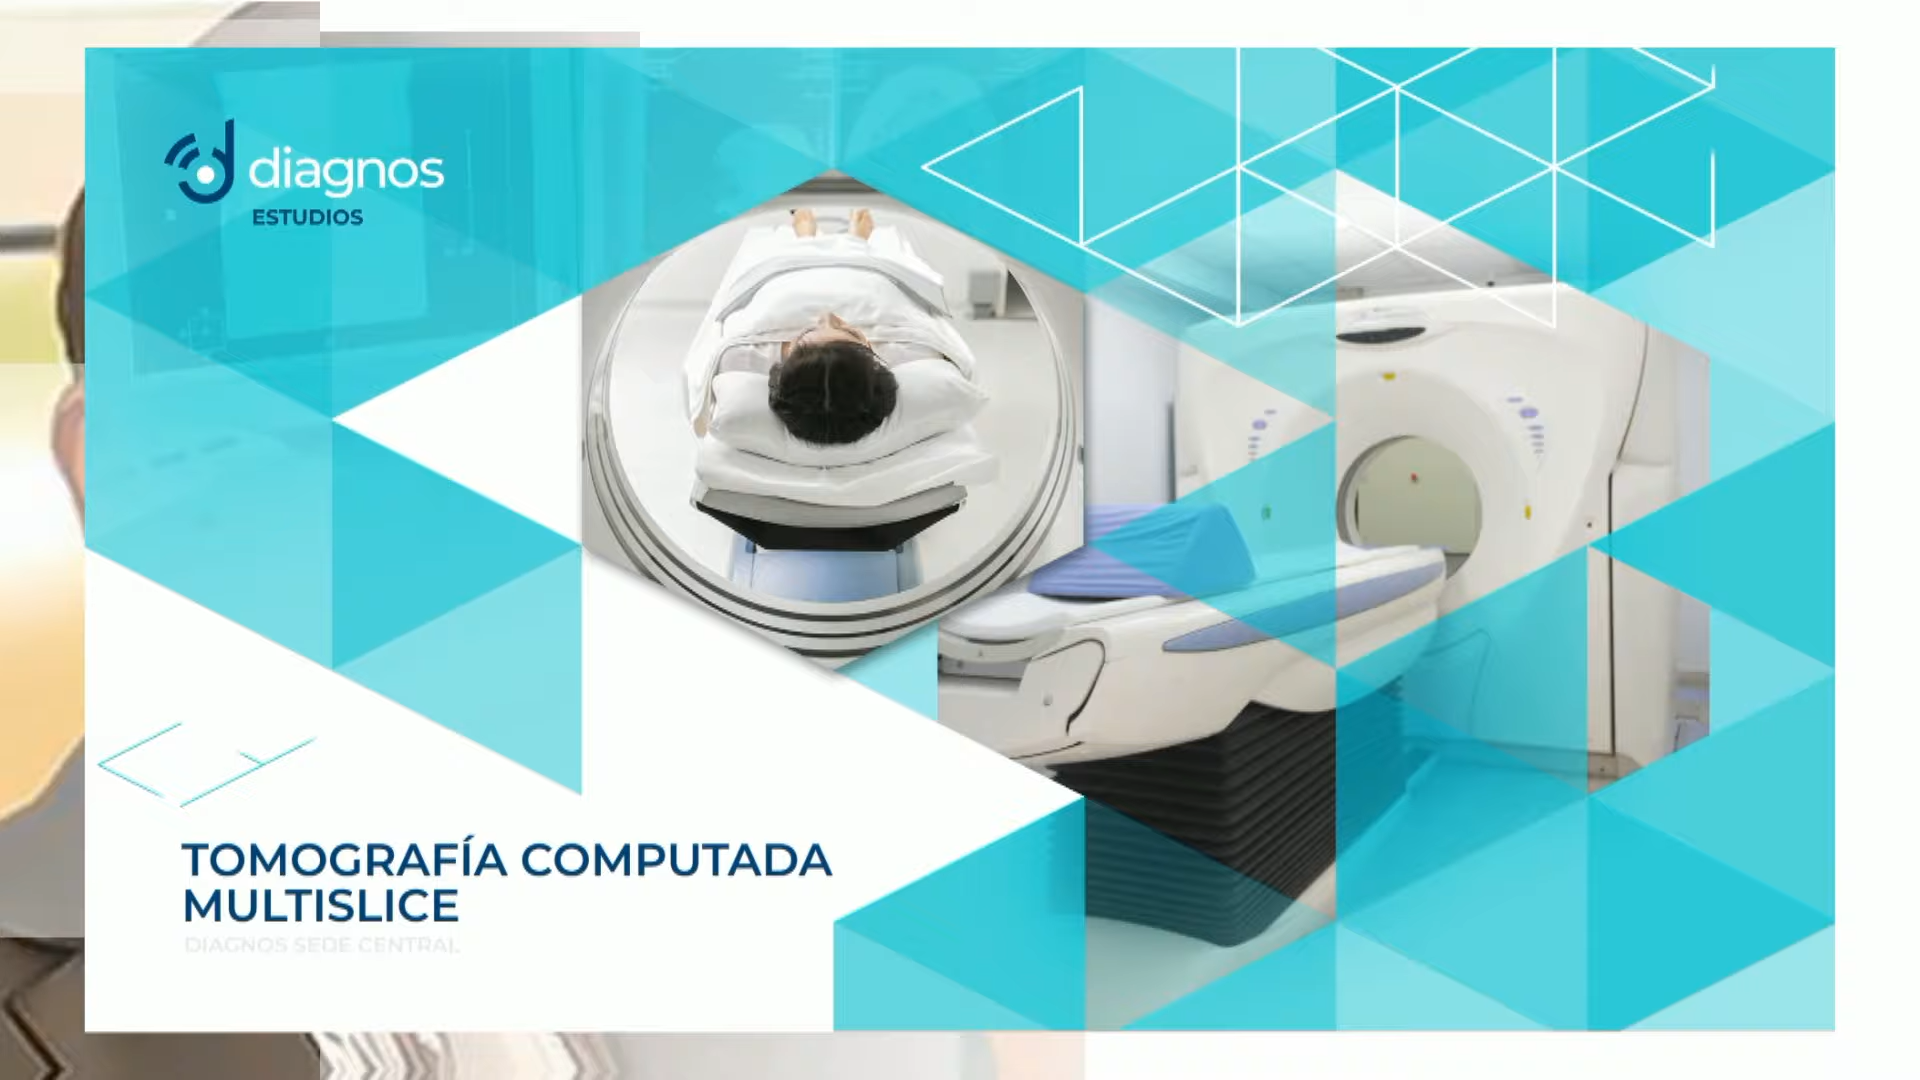 diagnos
ESTUDIOS
TOMOGRAFÍA COMPUTADA
MULTISLICE
DIAGNOS SEDE CENTRAL